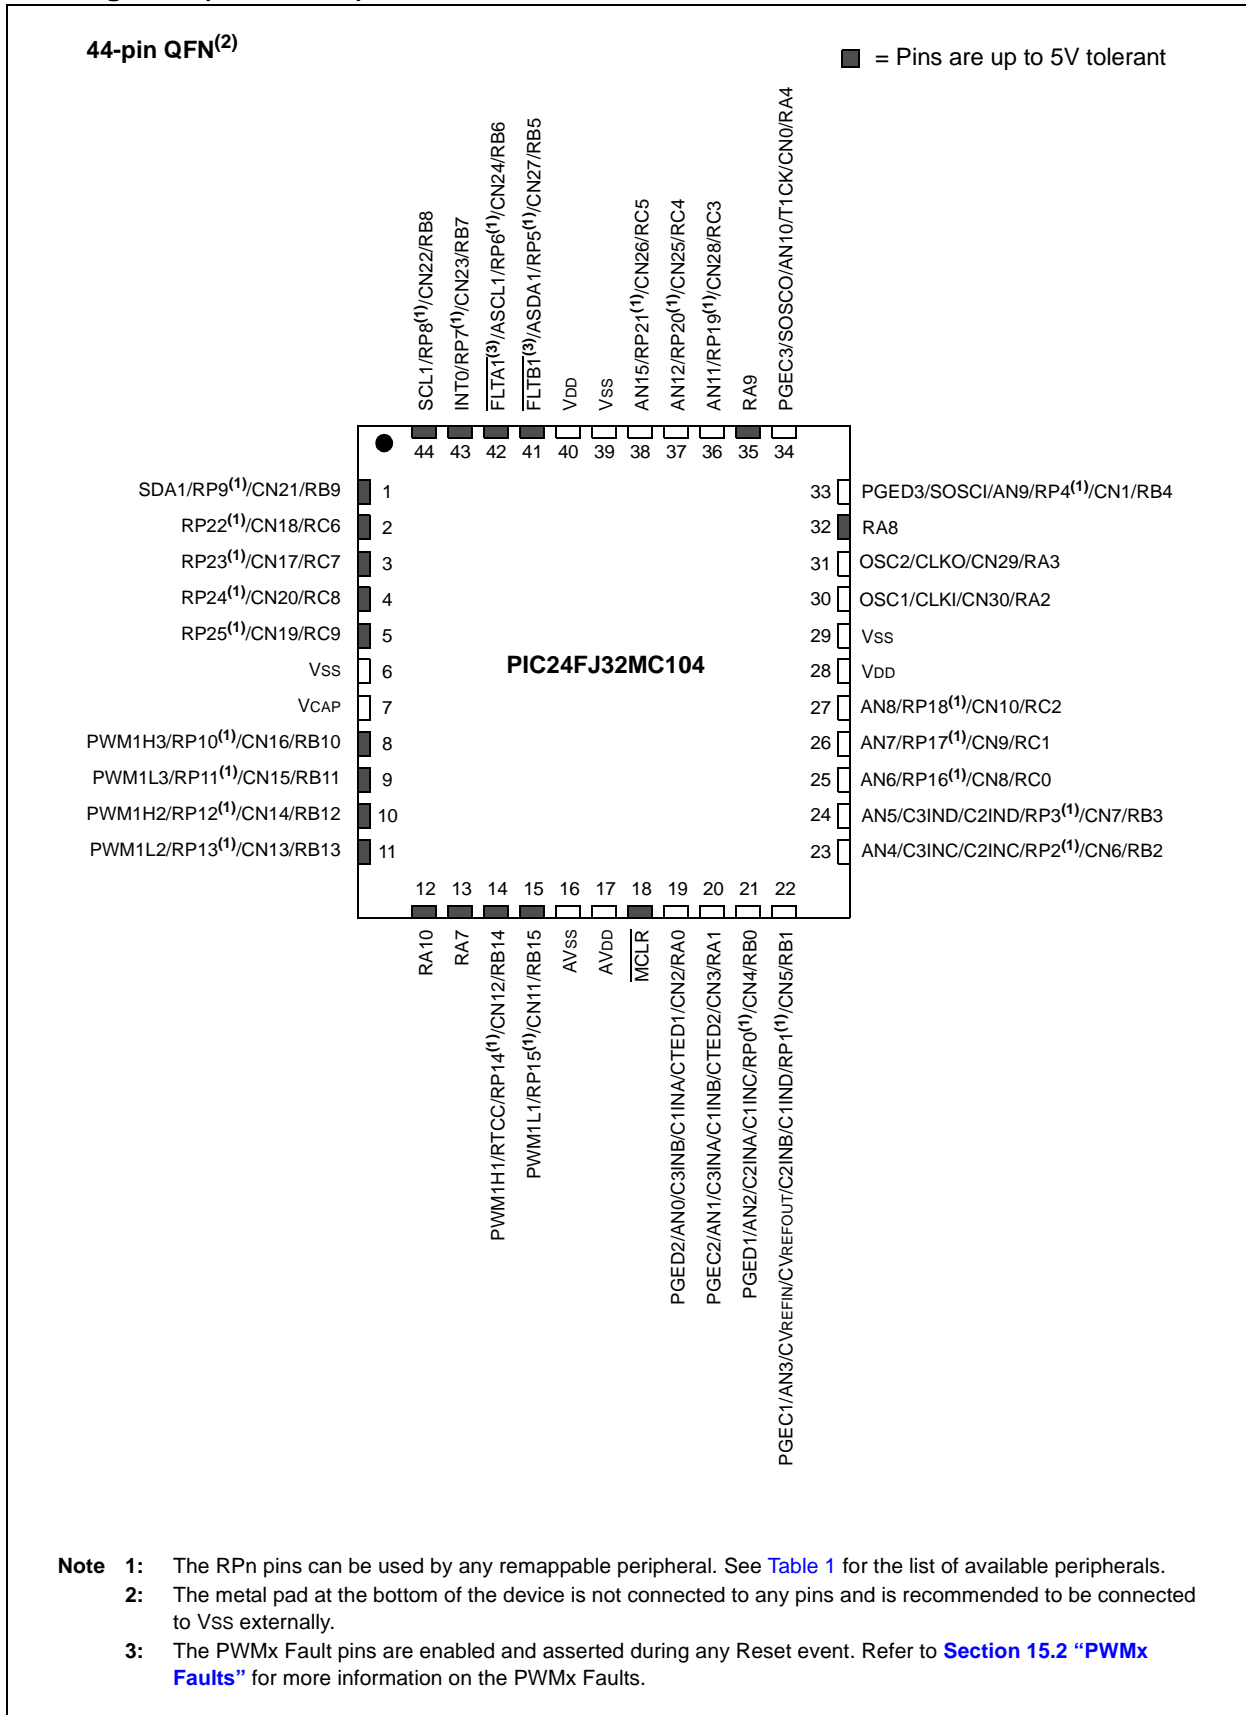 44-pin QFN(2)
= Pins are up to 5V tolerant
SCL1/RP8(1)/CN22/RB8
INT0/RP7(1)/CN23/RB7
FLTA1(3)/ASCL1/RP6(1)/CN24/RB6
FLTB1(3)/ASDA1/RP5(1)/CN27/RB5
VDD
VSS
AN15/RP21(1)/CN26/RC5
AN12/RP20(1)/CN25/RC4
AN11/RP19(1)/CN28/RC3
RA9
PGEC3/SOSCO/AN10/T1CK/CN0/RA4
44 43 42 41 40 39 38 37 36 35 34
SDA1/RP9(1)/CN21/RB9 1
RP22(1)/CN18/RC6 2
RP23(1)/CN17/RC7 3
RP24(1)/CN20/RC8 4
RP25(1)/CN19/RC9 5
VSS 6
VCAP 7
PWM1H3/RP10(1)/CN16/RB10 8
PWM1L3/RP11(1)/CN15/RB11 9
PWM1H2/RP12(1)/CN14/RB12 10
PWM1L2/RP13(1)/CN13/RB13 11
PIC24FJ32MC104
33 PGED3/SOSCI/AN9/RP4(1)/CN1/RB4
32 RA8
31 OSC2/CLKO/CN29/RA3
30 OSC1/CLKI/CN30/RA2
29 VSS
28 VDD
27 AN8/RP18(1)/CN10/RC2
26 AN7/RP17(1)/CN9/RC1
25 AN6/RP16(1)/CN8/RC0
24 AN5/C3IND/C2IND/RP3(1)/CN7/RB3
23 AN4/C3INC/C2INC/RP2(1)/CN6/RB2
12 13 14 15 16 17 18 19 20 21 22
RA10
RA7
PWM1H1/RTCC/RP14(1)/CN12/RB14
PWM1L1/RP15(1)/CN11/RB15
AVSS
AVDD
MCLR
PGED2/AN0/C3INB/C1INA/CTED1/CN2/RA0
PGEC2/AN1/C3INA/C1INB/CTED2/CN3/RA1
PGED1/AN2/C2INA/C1INC/RP0(1)/CN4/RB0
PGEC1/AN3/CVREFIN/CVREFOUT/C2INB/C1IND/RP1(1)/CN5/RB1
Note 1: The RPn pins can be used by any remappable peripheral. See Table 1 for the list of available peripherals.
2: The metal pad at the bottom of the device is not connected to any pins and is recommended to be connected
to VSS externally.
3: The PWMx Fault pins are enabled and asserted during any Reset event. Refer to Section 15.2 “PWMx
Faults” for more information on the PWMx Faults.